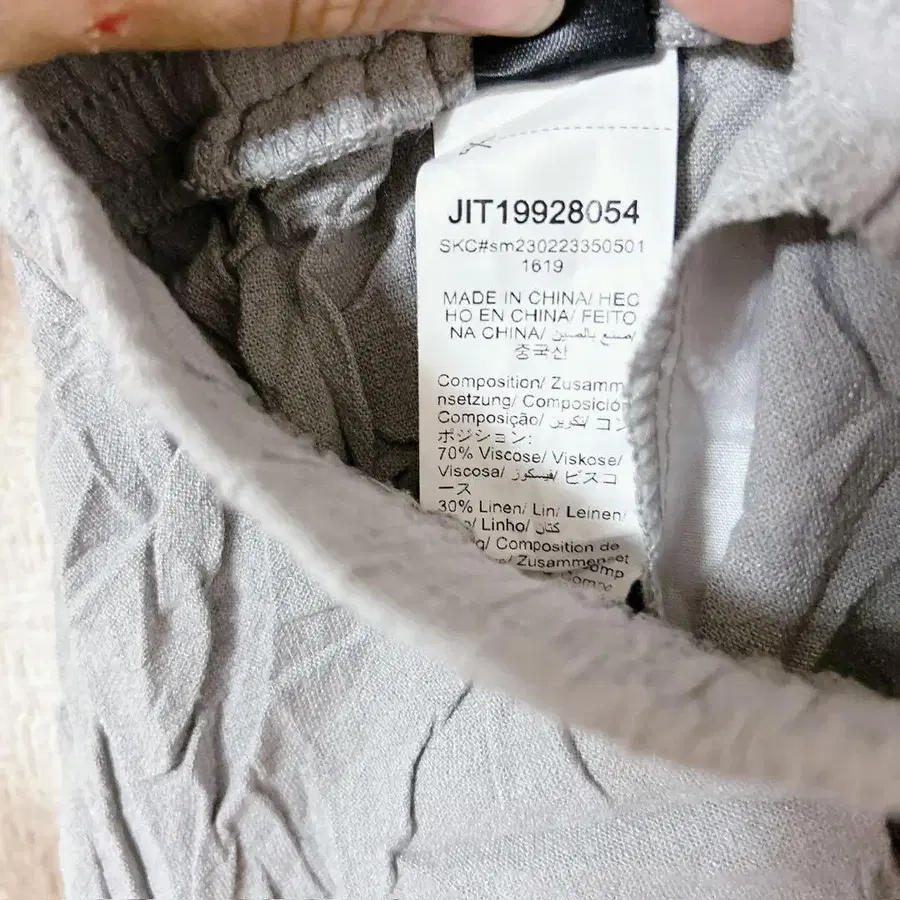 JIT19928054
SKC#sm230223350501
1619
MADE IN CHINA/ HEC
HO EN CHINA/ FEITO
NA CHINA/ صنع بالصين/
중국산
Composition/ Zusamm
nsetzung/ Composición
Composição/ تكوين/ コン
ポジション:
70% Viscose/ Viskose/
Viscosa/ فيسكوز/ ビスコ
ース
30% Linen/ Lin/ Leinen/
/ Linho/ كتان
/ Composition de
/ Zusammenset